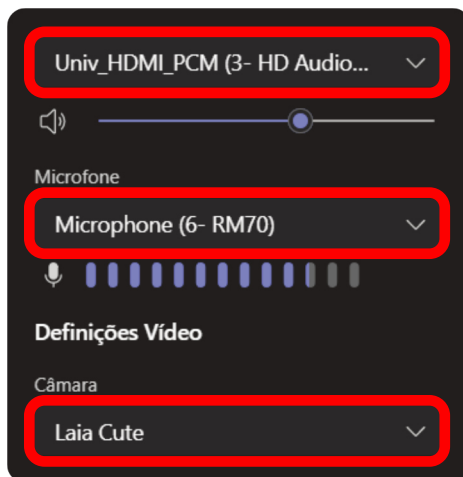 Univ_HDMI_PCM (3- HD Audio...
Microfone
Microphone (6- RM70)
Definições Vídeo
Câmara
Laia Cute